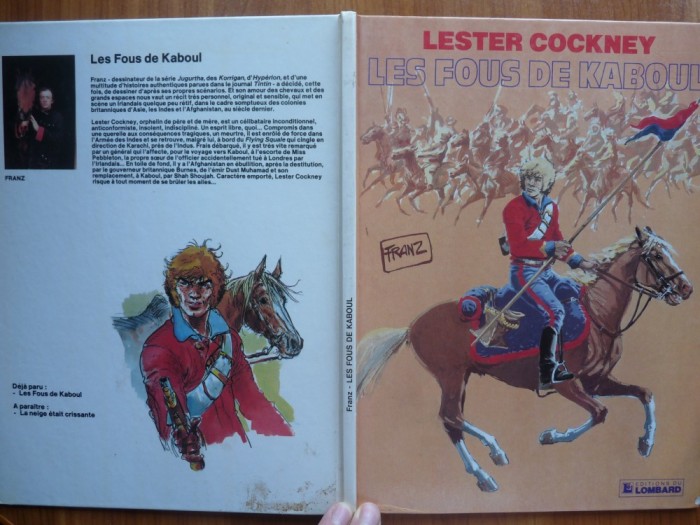 Les Fous de Kaboul
Franz - dessinateur de la série Jugurtha, des Korrigan, d'Hypérion, et d'une
multitude d'histoires authentiques parues dans le journal Tintin - a décidé, cette
fois, de dessiner d'après ses propres scénarios. Et son amour des chevaux et des
grands espaces nous vaut un récit très personnel, original et sensible, qui met en
scène un Irlandais quelque peu rétif, dans le cadre somptueux des colonies
britanniques d'Asie, les Indes et l'Afghanistan, au siècle dernier.
Lester Cockney, orphelin de père et de mère, est un célibataire inconditionnel,
anticonformiste, insolent, indiscipliné. Un esprit libre, quoi... Compromis dans
une querelle aux conséquences tragiques, un meurtre, il est enrôlé de force dans
l'Armée des Indes et se retrouve, malgré lui, à bord du Flying Squale qui cingle en
direction de Karachi, près de l'Indus. Frais débarqué, il y est très vite remarqué
par un général qui l'affecte, pour le voyage vers Kaboul, à l'escorte de Miss
Pebbleton, la propre sœur de l'officier accidentellement tué à Londres par
l'Irlandais... En toile de fond, il y a l'Afghanistan en ébullition, après la destitution,
par le gouverneur britannique Burnes, de l'émir Dust Muhamad et son
remplacement, à Kaboul, par Shah Shoujah. Caractère emporté, Lester Cockney
risque à tout moment de se brûler les ailes...
FRANZ
Déjà paru :
- Les Fous de Kaboul
A paraître :
- La neige était crissante
Franz - LES FOUS DE KABOUL
LESTER COCKNEY
LES FOUS DE KABOUL
FRANZ
EDITIONS DU
LOMBARD